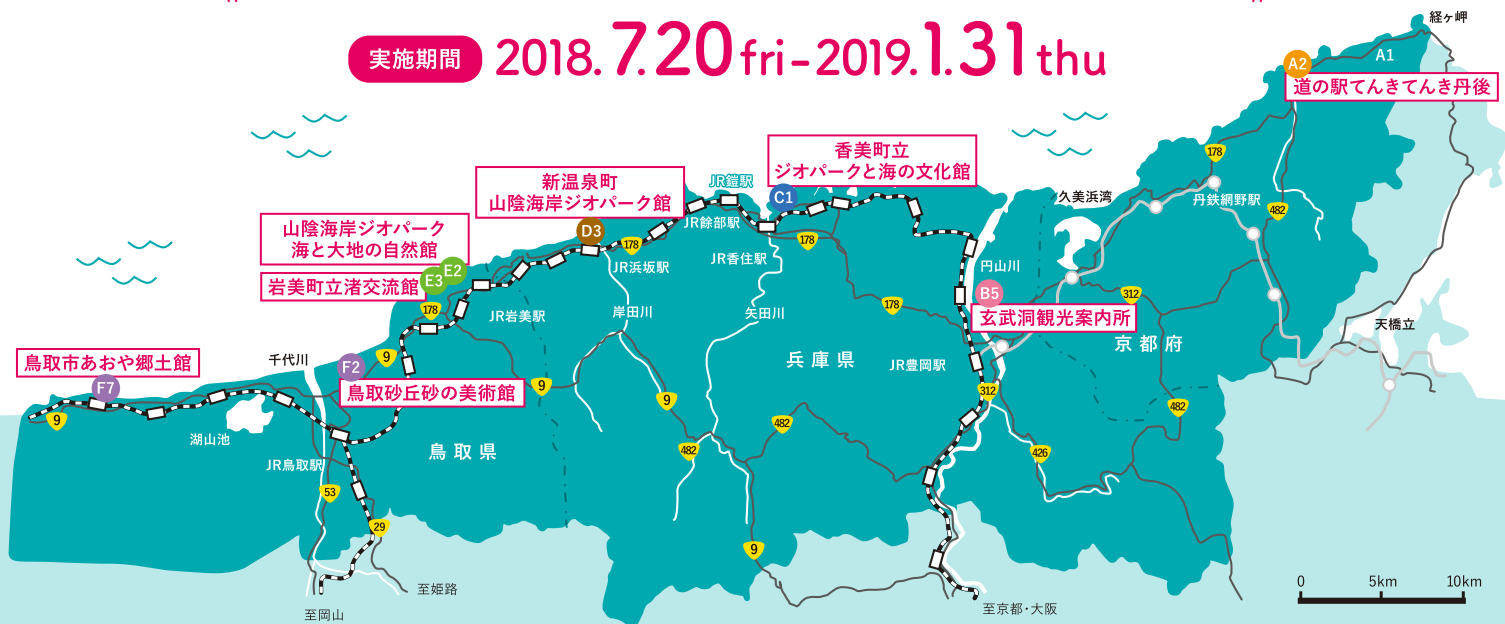 実施期間 2018.7.20fri-2019.1.31thu
経ヶ岬
A1
A2
道の駅てんきてんき丹後
178
丹鉄網野駅
482
久美浜湾
香美町立
ジオパークと海の文化館
C1
JR鎧駅
新温泉町
山陰海岸ジオパーク館
D3
JR餘部駅
178
JR浜坂駅
JR香住駅
178
山陰海岸ジオパーク
海と大地の自然館
E2
E3
岩美町立渚交流館
178
JR岩美駅
岸田川
矢田川
178
円山川
B5
玄武洞観光案内所
312
京都府
天橋立
兵庫県
JR豊岡駅
312
鳥取市あおや郷土館
F7
9
千代川
F2
9
鳥取砂丘砂の美術館
9
9
482
482
482
426
湖山池
JR鳥取駅
鳥取県
53
29
9
至姫路
至岡山
至京都・大阪
0 5km 10km